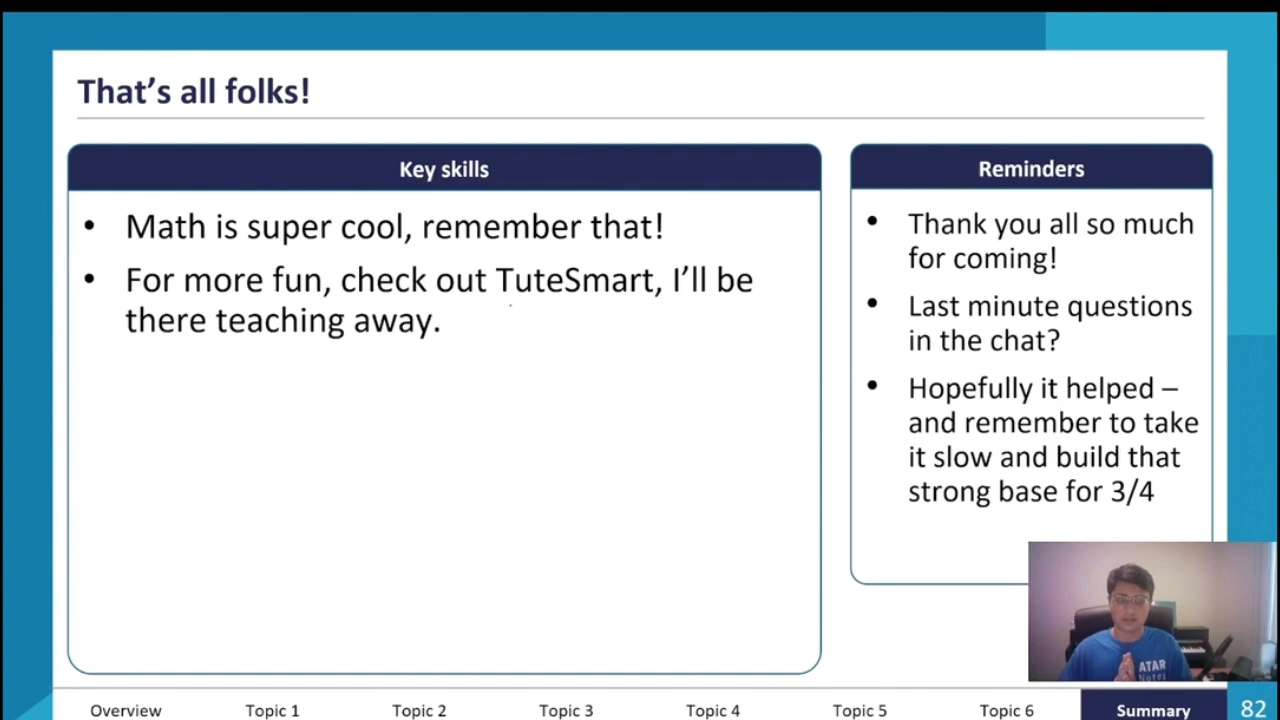 That's all folks!
Key skills
• Math is super cool, remember that!
• For more fun, check out TuteSmart, I'll be
there teaching away.
Reminders
• Thank you all so much
for coming!
• Last minute questions
in the chat?
• Hopefully it helped –
and remember to take
it slow and build that
strong base for 3/4
ATAR
Notes
Overview
Topic 1
Topic 2
Topic 3
Topic 4
Topic 5
Topic 6
Summary
82